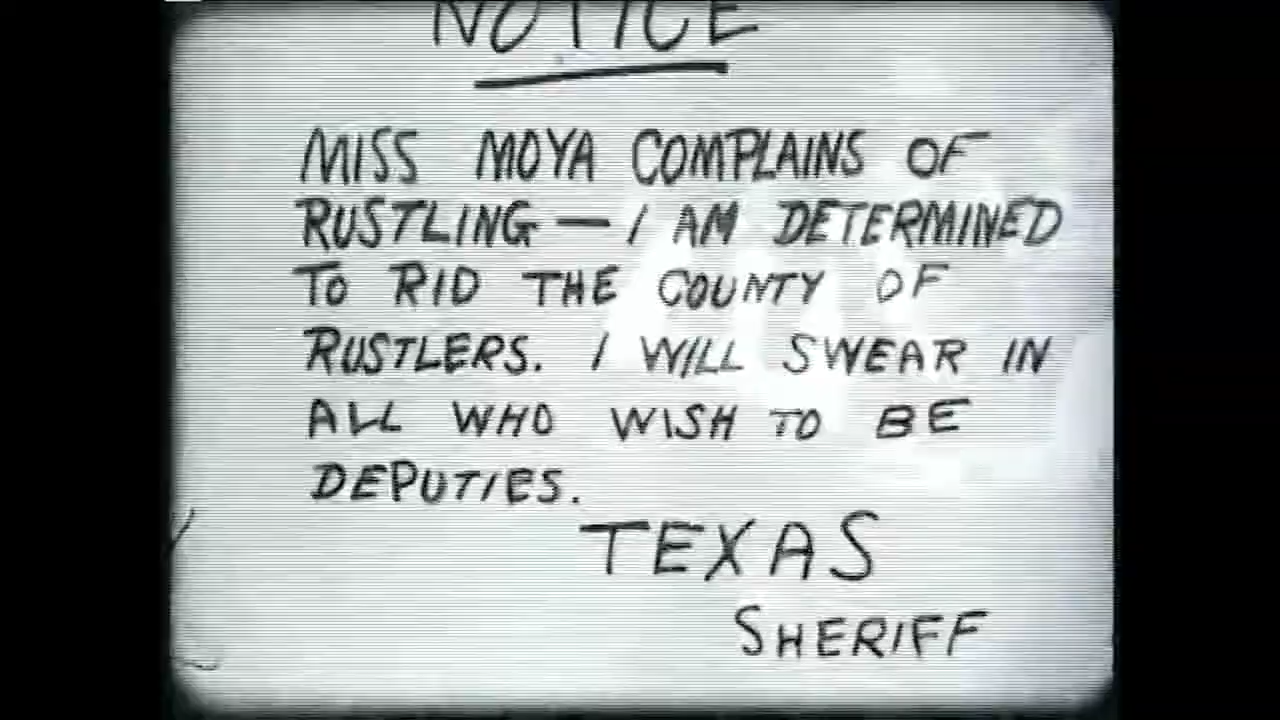 NOTICE
MISS MOYA COMPLAINS OF
RUSTLING — I AM DETERMINED
TO RID THE COUNTY OF
RUSTLERS. I WILL SWEAR IN
ALL WHO WISH TO BE
DEPUTIES.
TEXAS
SHERIFF